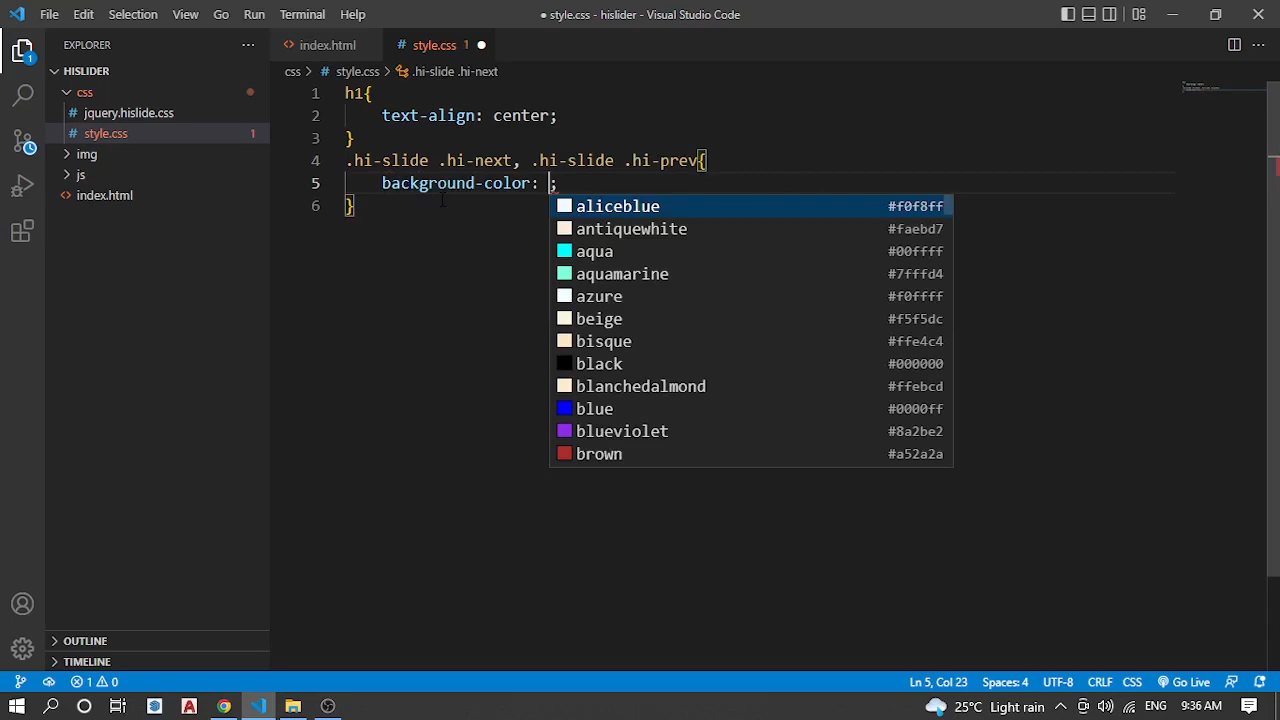 File Edit Selection View Go Run Terminal Help
● style.css - hislider - Visual Studio Code
EXPLORER
index.html
# style.css 1
HISLIDER
css > # style.css > .hi-slide .hi-next
css
jquery.hislide.css
style.css 1
img
js
index.html
1 h1{
2 text-align: center;
3 }
4 .hi-slide .hi-next, .hi-slide .hi-prev{
5 background-color: ;
6 }
aliceblue #f0f8ff
antiquewhite #faebd7
aqua #00ffff
aquamarine #7fffd4
azure #f0ffff
beige #f5f5dc
bisque #ffe4c4
black #000000
blanchedalmond #ffebcd
blue #0000ff
blueviolet #8a2be2
brown #a52a2a
1
OUTLINE
TIMELINE
1 0 Ln 5, Col 23 Spaces: 4 UTF-8 CRLF CSS Go Live
25°C Light rain ENG 9:36 AM